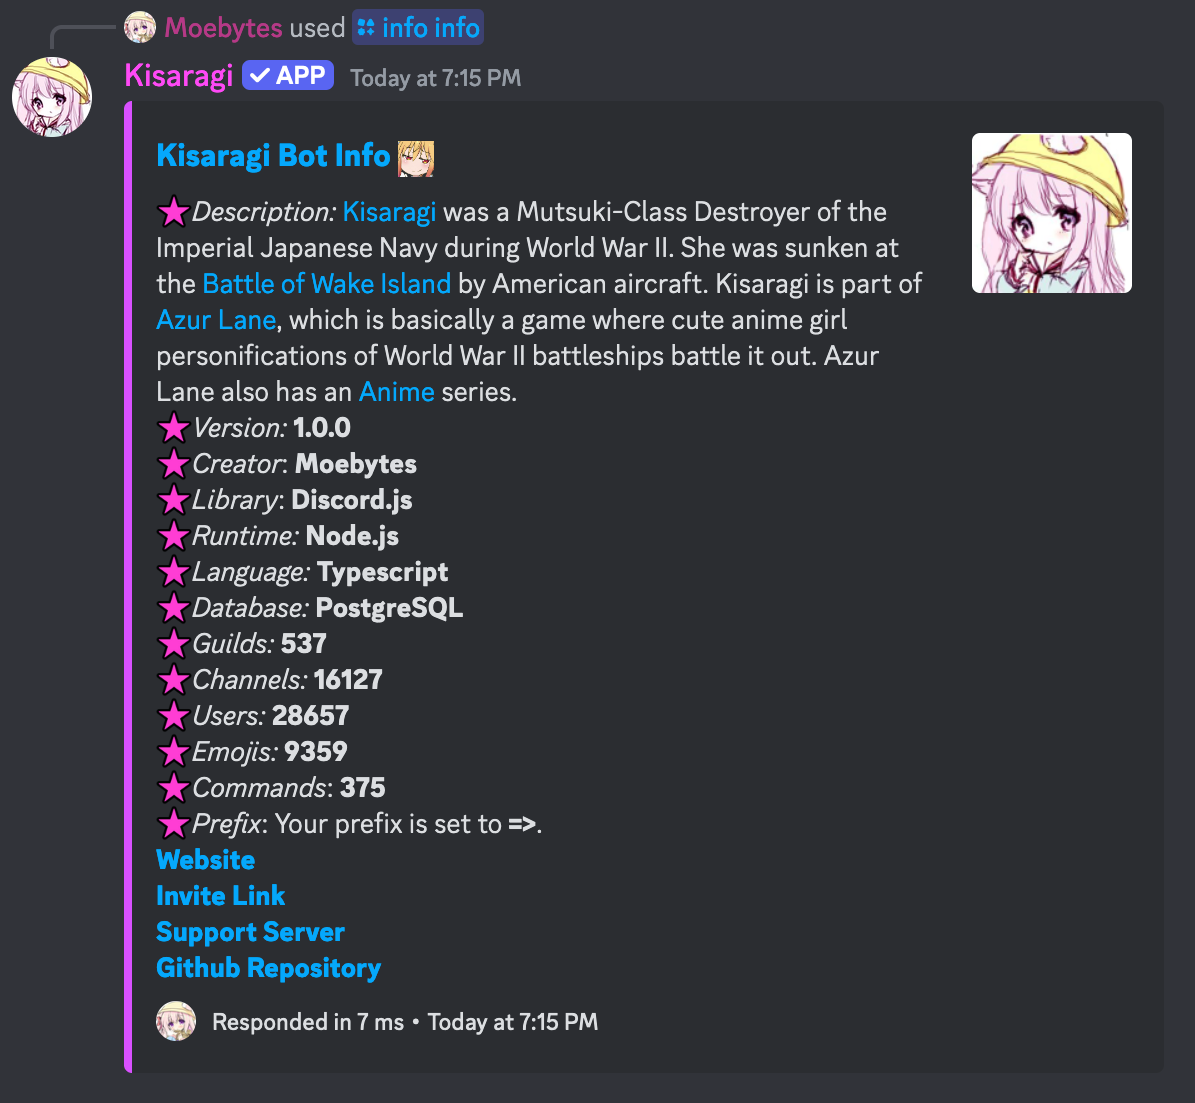 Moebytes used info info
Kisaragi APP Today at 7:15 PM
Kisaragi Bot Info
Description: Kisaragi was a Mutsuki-Class Destroyer of the
Imperial Japanese Navy during World War II. She was sunken at
the Battle of Wake Island by American aircraft. Kisaragi is part of
Azur Lane, which is basically a game where cute anime girl
personifications of World War II battleships battle it out. Azur
Lane also has an Anime series.
Version: 1.0.0
Creator: Moebytes
Library: Discord.js
Runtime: Node.js
Language: Typescript
Database: PostgreSQL
Guilds: 537
Channels: 16127
Users: 28657
Emojis: 9359
Commands: 375
Prefix: Your prefix is set to =>.
Website
Invite Link
Support Server
Github Repository
Responded in 7 ms • Today at 7:15 PM